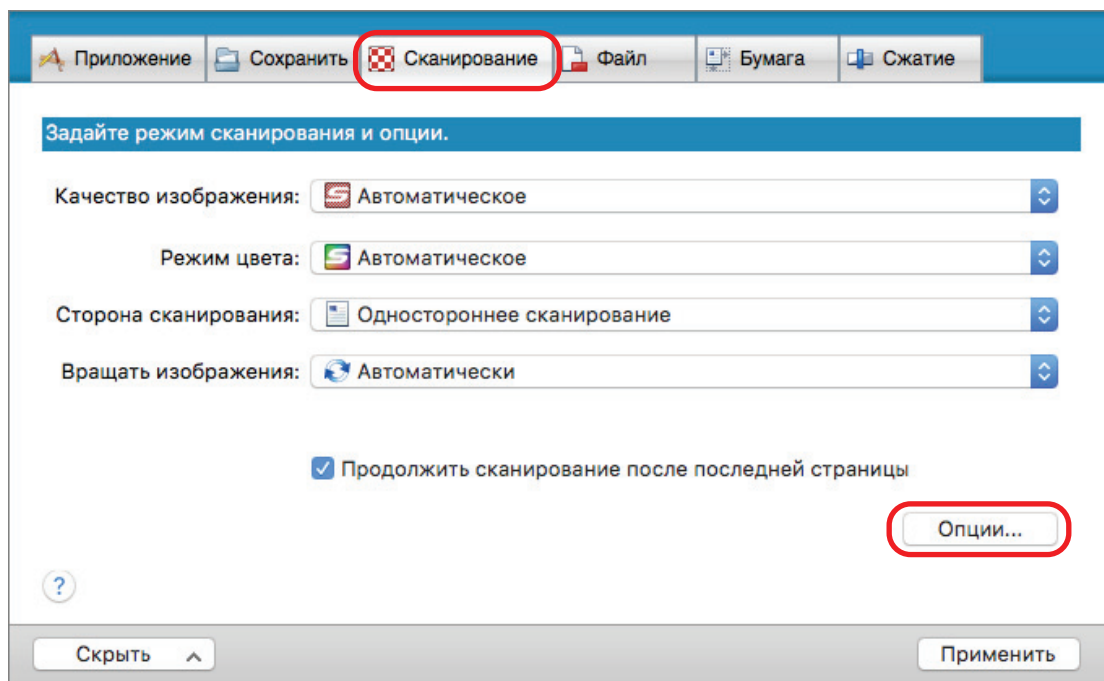 Приложение Сохранить Сканирование Файл Бумага Сжатие
Задайте режим сканирования и опции.
Качество изображения: Автоматическое
Режим цвета: Автоматическое
Сторона сканирования: Одностороннее сканирование
Вращать изображения: Автоматически
Продолжить сканирование после последней страницы
Опции...
?
Скрыть Применить